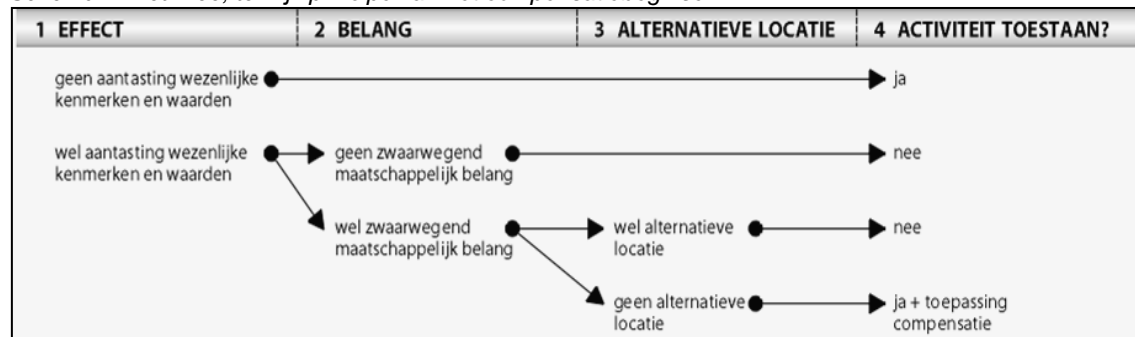 1 EFFECT
2 BELANG
3 ALTERNATIEVE LOCATIE
4 ACTIVITEIT TOESTAAN?
geen aantasting wezenlijke
kenmerken en waarden
ja
wel aantasting wezenlijke
kenmerken en waarden
geen zwaarwegend
maatschappelijk belang
nee
wel zwaarwegend
maatschappelijk belang
wel alternatieve
locatie
nee
geen alternatieve
locatie
ja + toepassing
compensatie